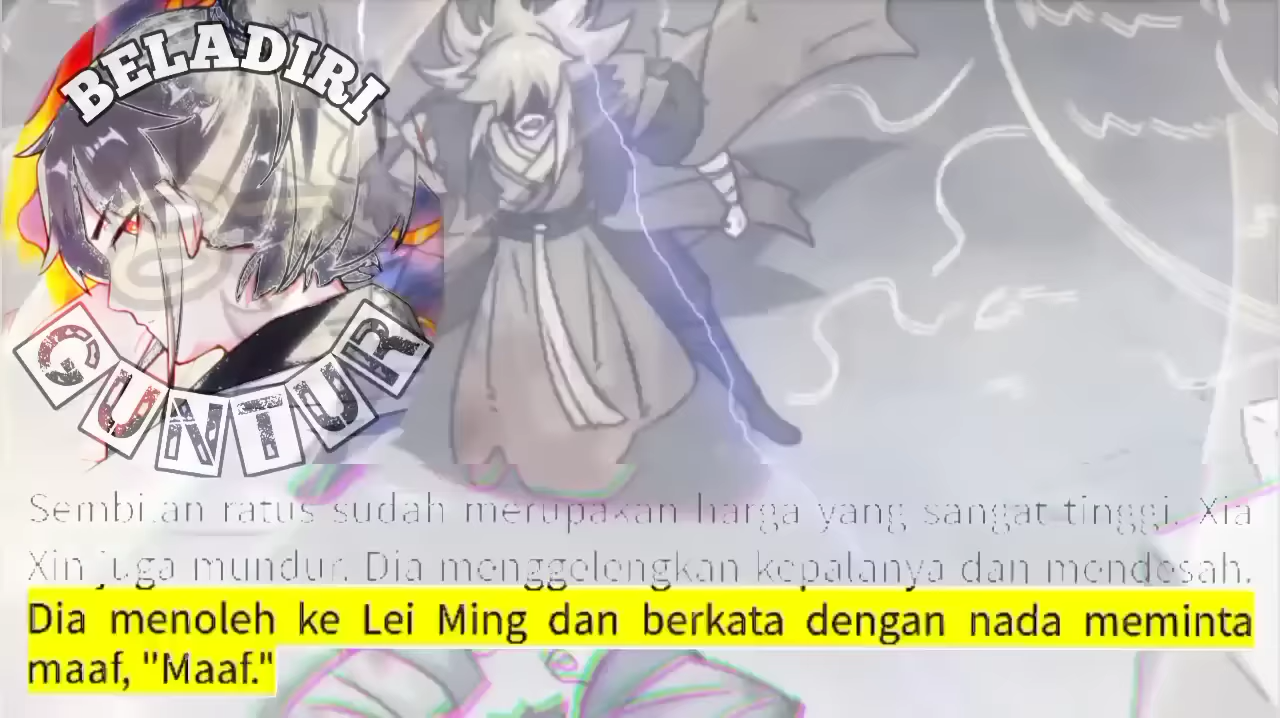 BELADIRI
GUNTUR
Sembilan ratus sudah merupakan harga yang sangat tinggi. Xia
Xin juga mundur. Dia menggelengkan kepalanya dan mendesah.
Dia menoleh ke Lei Ming dan berkata dengan nada meminta
maaf, "Maaf."